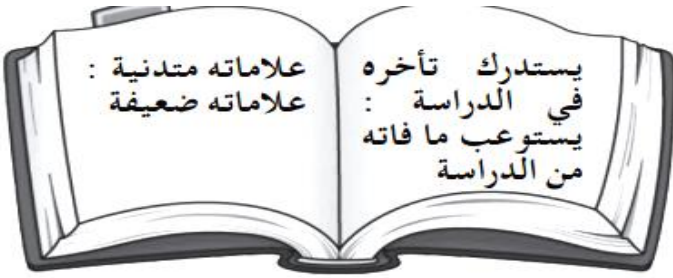 يستدرك تأخره
في الدراسة :
يستوعب ما فاته
من الدراسة
علاماته متدنية :
علاماته ضعيفة